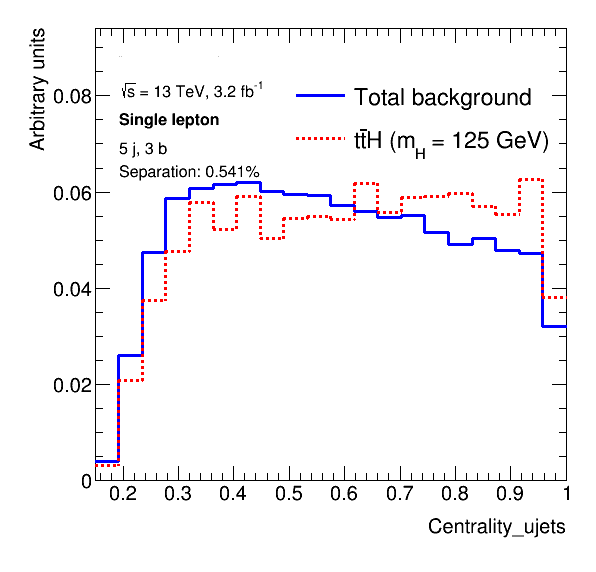 Arbitrary units
√s = 13 TeV, 3.2 fb⁻¹
Single lepton
5 j, 3 b
Separation: 0.541%
Total background
tt̄H (m_H = 125 GeV)
0.08
0.06
0.04
0.02
0
0.2 0.3 0.4 0.5 0.6 0.7 0.8 0.9 1
Centrality_ujets